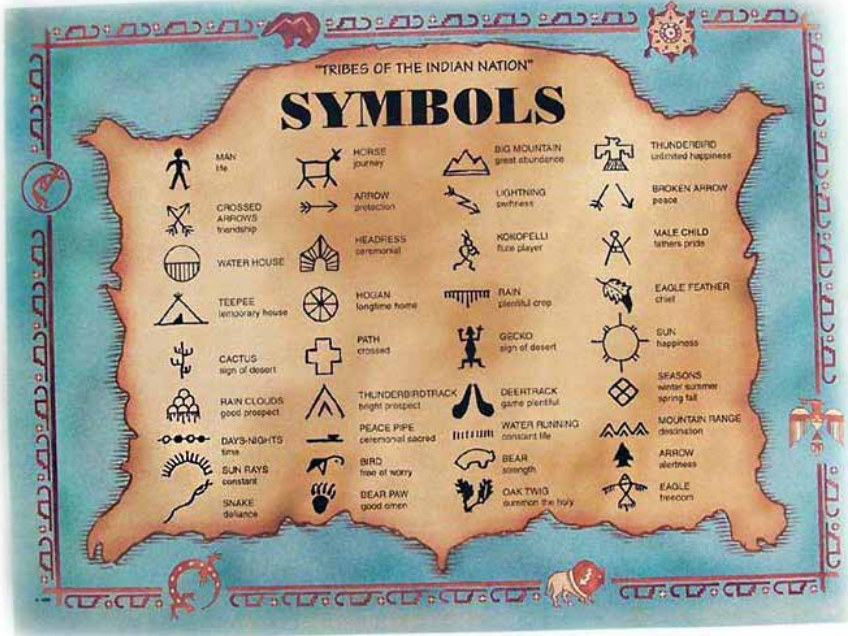 "TRIBES OF THE INDIAN NATION"
SYMBOLS
MAN
life
CROSSED
ARROWS
friendship
WATER HOUSE
TEEPEE
temporary house
CACTUS
sign of desert
RAIN CLOUDS
good prospect
DAYS-NIGHTS
time
SUN RAYS
constant
SNAKE
defiance
HORSE
journey
ARROW
protection
HEADRESS
ceremonial
HOGAN
longtime home
PATH
crossed
THUNDERBIRDTRACK
bright prospect
PEACE PIPE
ceremonial sacred
BIRD
free of worry
BEAR PAW
good omen
BIG MOUNTAIN
great abundance
LIGHTNING
swiftness
KOKOPELLI
flute player
RAIN
plentiful crop
GECKO
sign of desert
DEERTRACK
game plentiful
WATER RUNNING
constant life
BEAR
strength
OAK TWIG
summon the holy
THUNDERBIRD
unlimited happiness
BROKEN ARROW
peace
MALE CHILD
fathers pride
EAGLE FEATHER
chief
SUN
happiness
SEASONS
winter summer
spring fall
MOUNTAIN RANGE
destination
ARROW
alertness
EAGLE
freedom